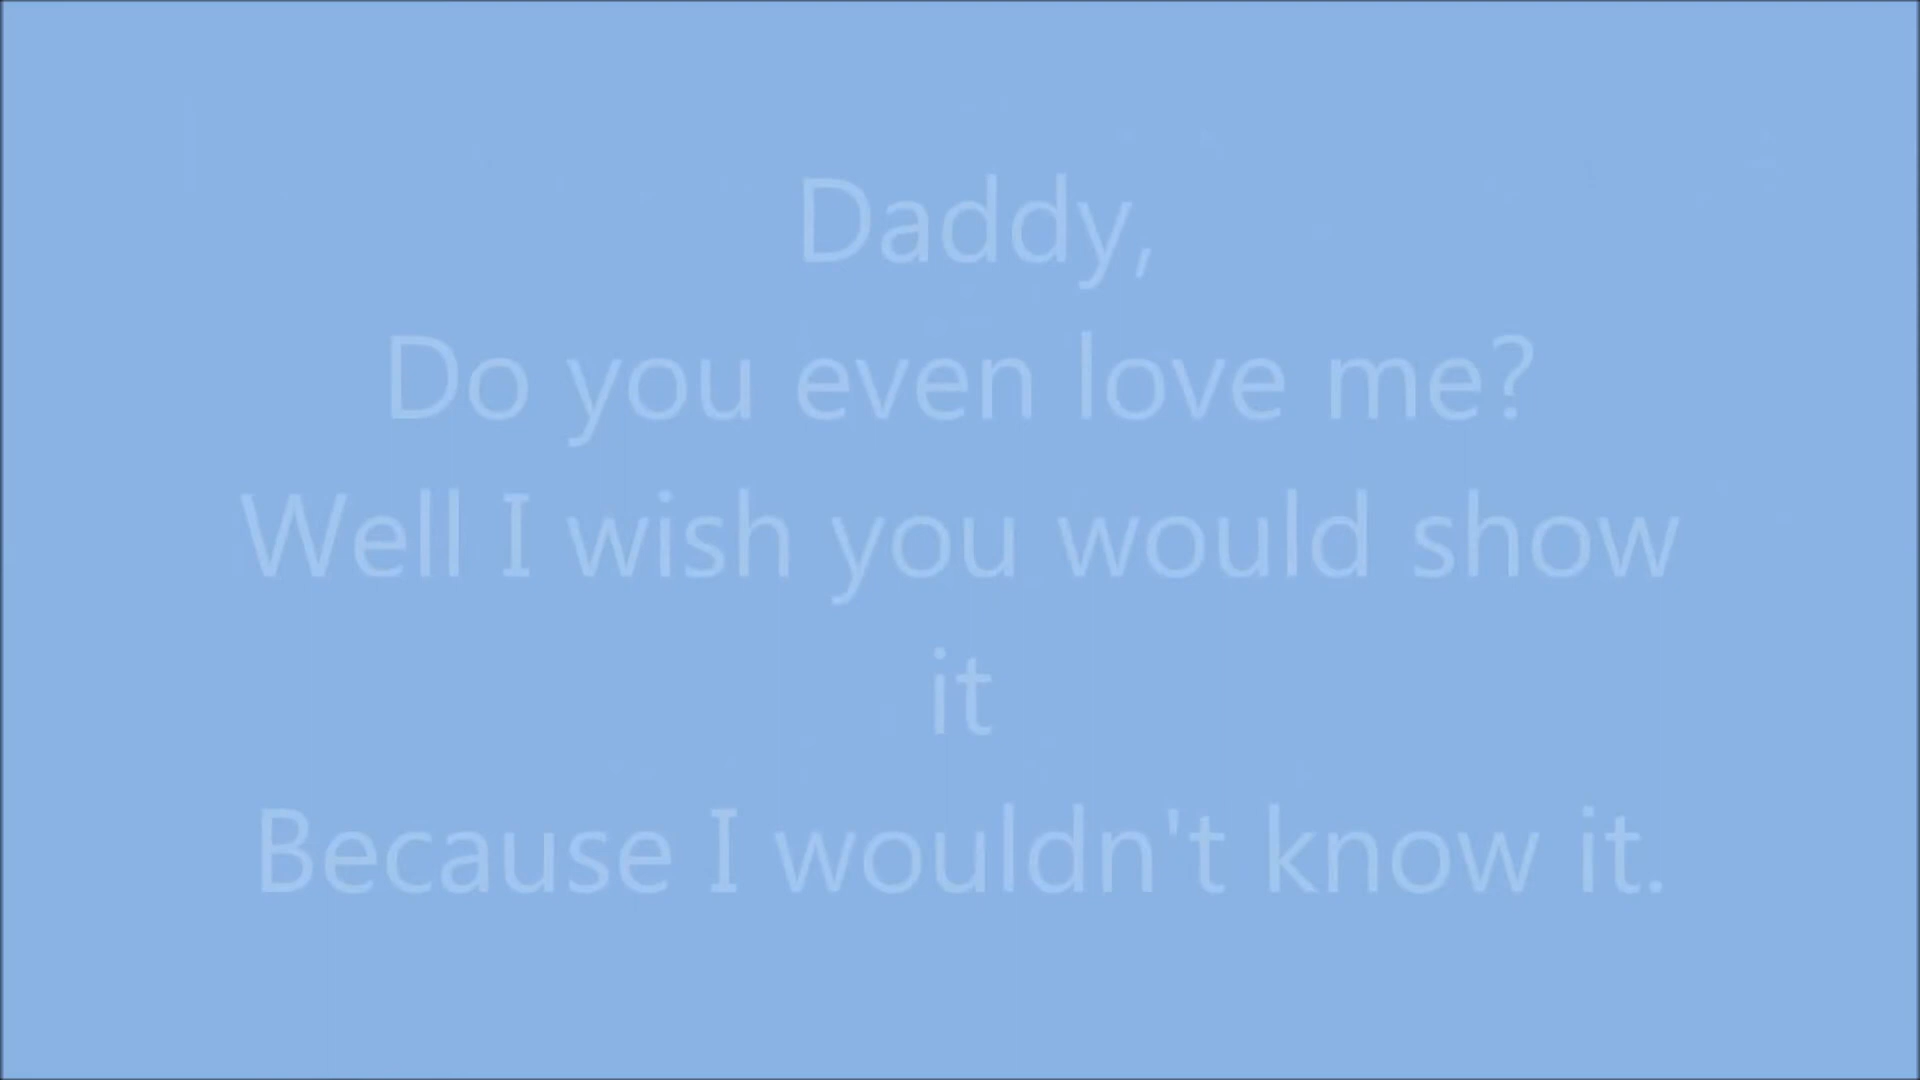 Daddy,
Do you even love me?
Well I wish you would show
it
Because I wouldn't know it.